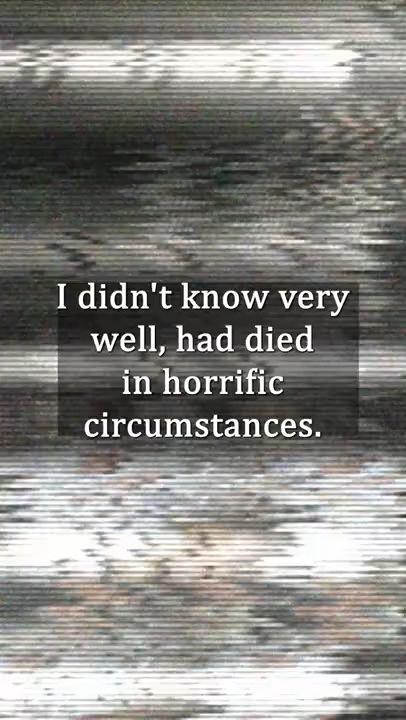 I didn't know very
well, had died
in horrific
circumstances.